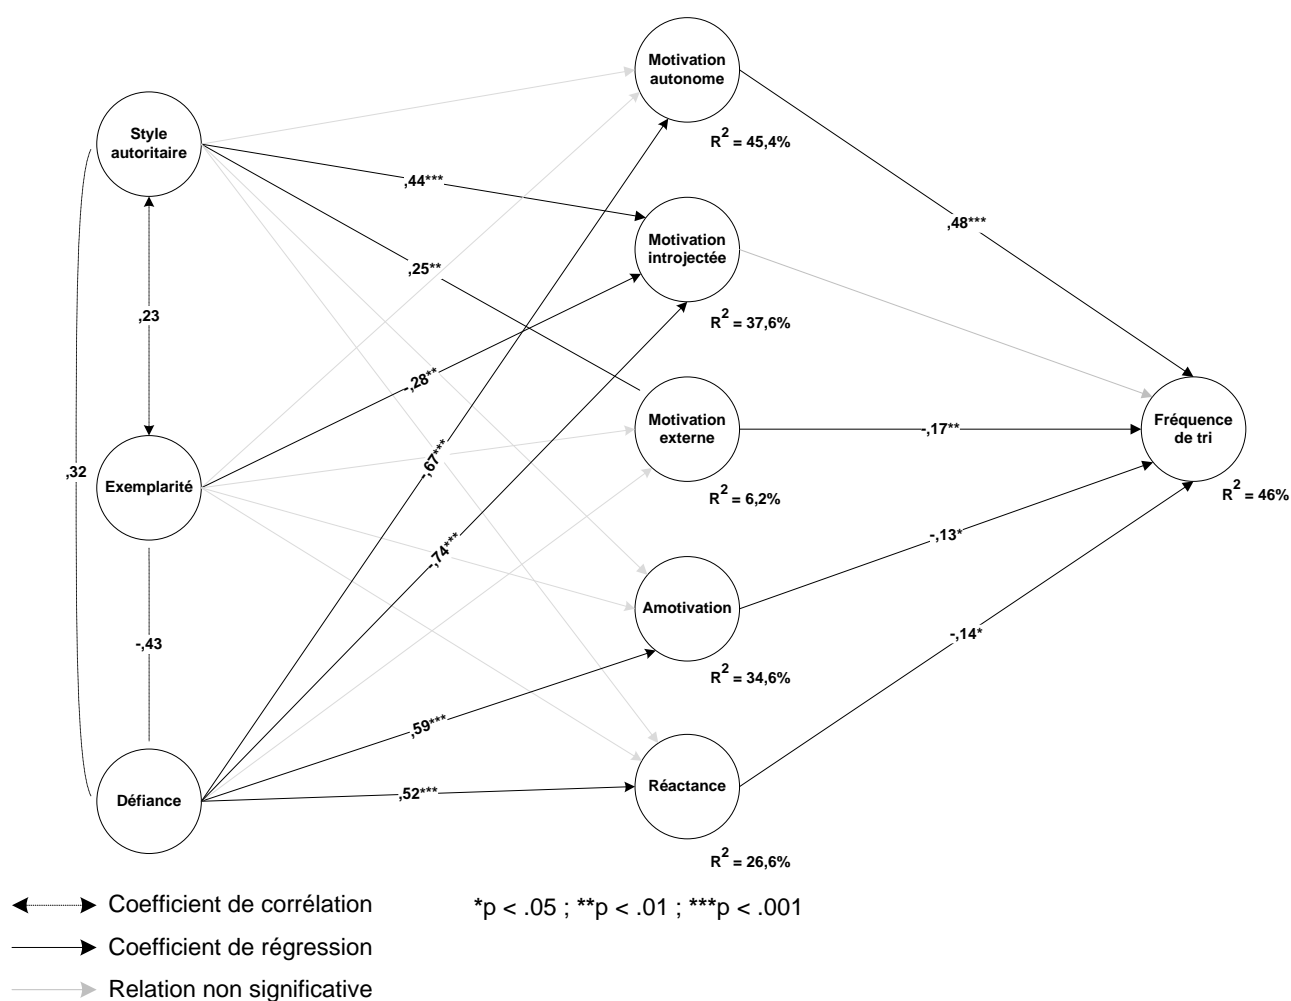 Motivation
autonome
R² = 45,4%
Style
autoritaire
,44***
,48***
Motivation
introjectée
,25**
R² = 37,6%
,23
-,28**
Motivation
externe
-,17**
Fréquence
de tri
,32
Exemplarité
-,67***
R² = 6,2%
R² = 46%
-,74***
-,13*
Amotivation
-,43
-,14*
R² = 34,6%
,59***
Défiance
,52***
Réactance
R² = 26,6%
Coefficient de corrélation
*p < .05 ; **p < .01 ; ***p < .001
Coefficient de régression
Relation non significative